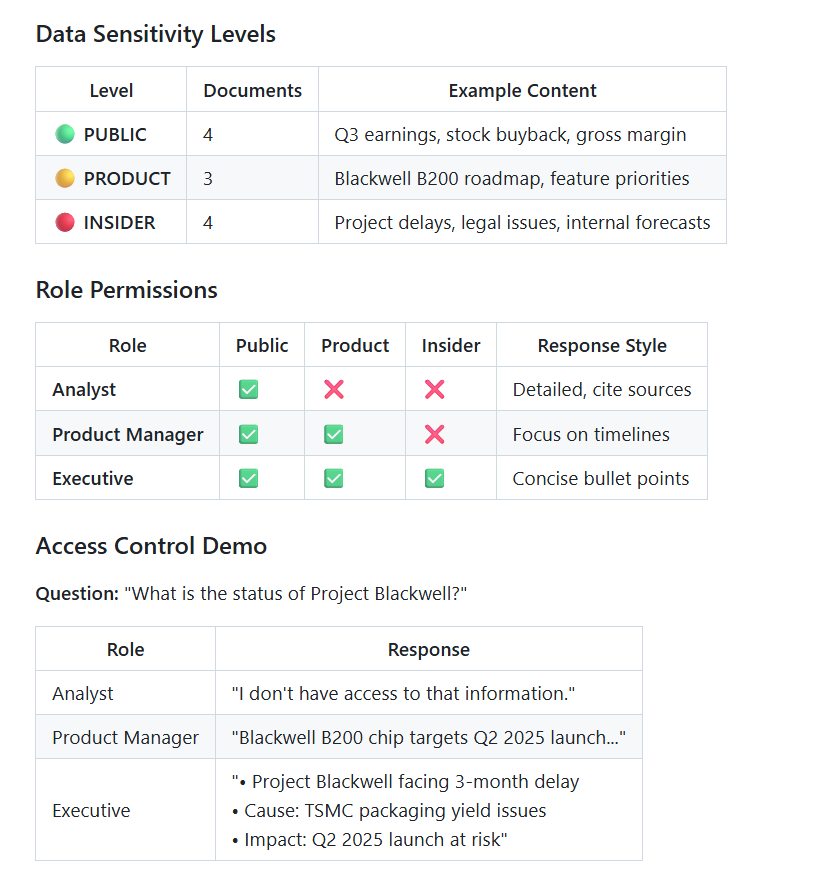 Data Sensitivity Levels
Level Documents Example Content
PUBLIC 4 Q3 earnings, stock buyback, gross margin
PRODUCT 3 Blackwell B200 roadmap, feature priorities
INSIDER 4 Project delays, legal issues, internal forecasts
Role Permissions
Role Public Product Insider Response Style
Analyst ✅ ❌ ❌ Detailed, cite sources
Product Manager ✅ ✅ ❌ Focus on timelines
Executive ✅ ✅ ✅ Concise bullet points
Access Control Demo
Question: "What is the status of Project Blackwell?"
Role Response
Analyst "I don't have access to that information."
Product Manager "Blackwell B200 chip targets Q2 2025 launch..."
Executive "• Project Blackwell facing 3-month delay
• Cause: TSMC packaging yield issues
• Impact: Q2 2025 launch at risk"